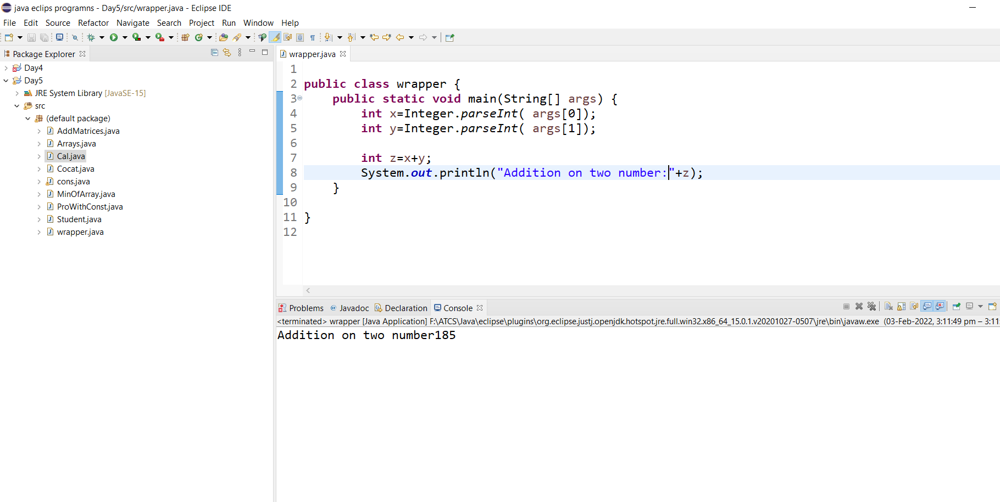 java eclips programns - Day5/src/wrapper.java - Eclipse IDE
File Edit Source Refactor Navigate Search Project Run Window Help
Package Explorer
Day4
Day5
JRE System Library [JavaSE-15]
src
(default package)
AddMatrices.java
Arrays.java
Cal.java
Cocat.java
cons.java
MinOfArray.java
ProWithConst.java
Student.java
wrapper.java
wrapper.java
1
2 public class wrapper {
3 public static void main(String[] args) {
4 int x=Integer.parseInt( args[0]);
5 int y=Integer.parseInt( args[1]);
6
7 int z=x+y;
8 System.out.println("Addition on two number:"+z);
9 }
10
11 }
12
Problems @ Javadoc Declaration Console
<terminated> wrapper [Java Application] F:\ATCS\Java\eclipse\plugins\org.eclipse.justj.openjdk.hotspot.jre.full.win32.x86_64_15.0.1.v20201027-0507\jre\bin\javaw.exe (03-Feb-2022, 3:11:49 pm – 3:11:
Addition on two number185